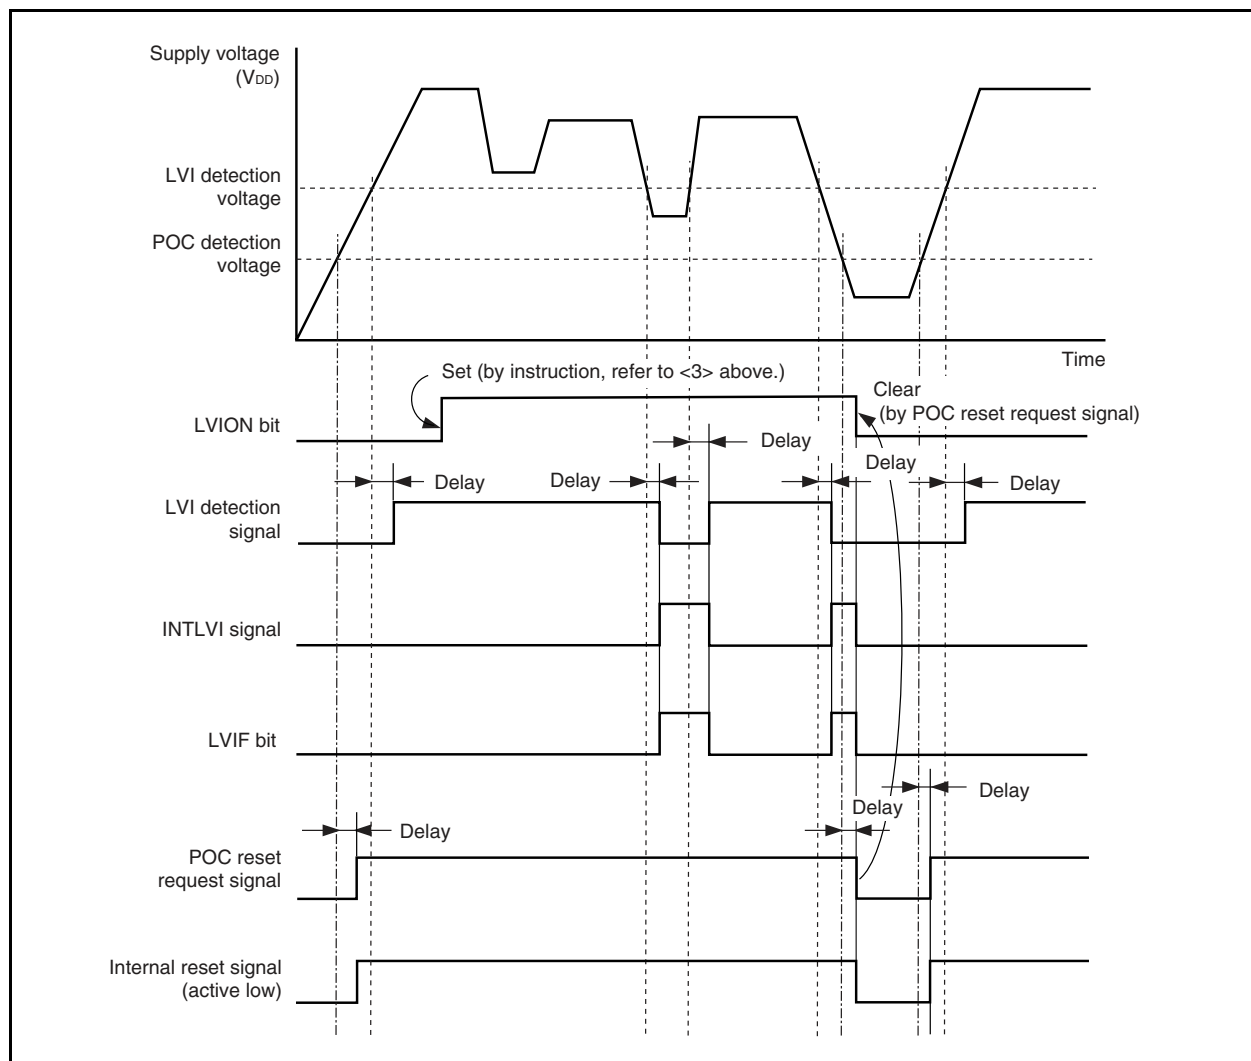 Supply voltage
(VDD)
LVI detection
voltage
POC detection
voltage
Time
Set (by instruction, refer to <3> above.)
Clear
(by POC reset request signal)
LVION bit
Delay
Delay
Delay
Delay
Delay
LVI detection
signal
INTLVI signal
LVIF bit
Delay
Delay
Delay
POC reset
request signal
Internal reset signal
(active low)